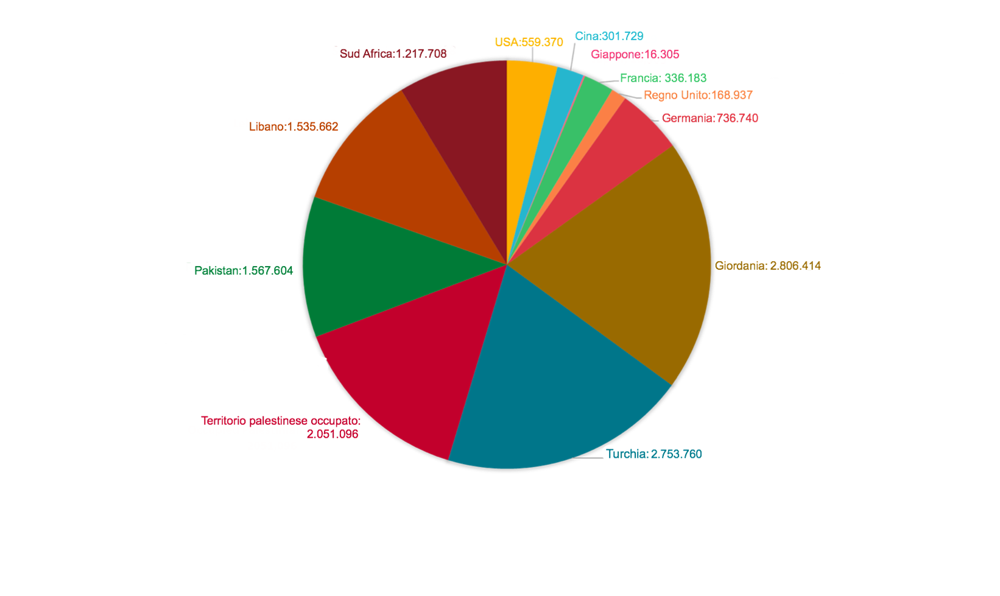 Cina:301.729
USA:559.370
Sud Africa:1.217.708
Giappone:16.305
Francia: 336.183
Regno Unito:168.937
Germania:736.740
Libano:1.535.662
Giordania: 2.806.414
Pakistan:1.567.604
Territorio palestinese occupato:
2.051.096
Turchia: 2.753.760